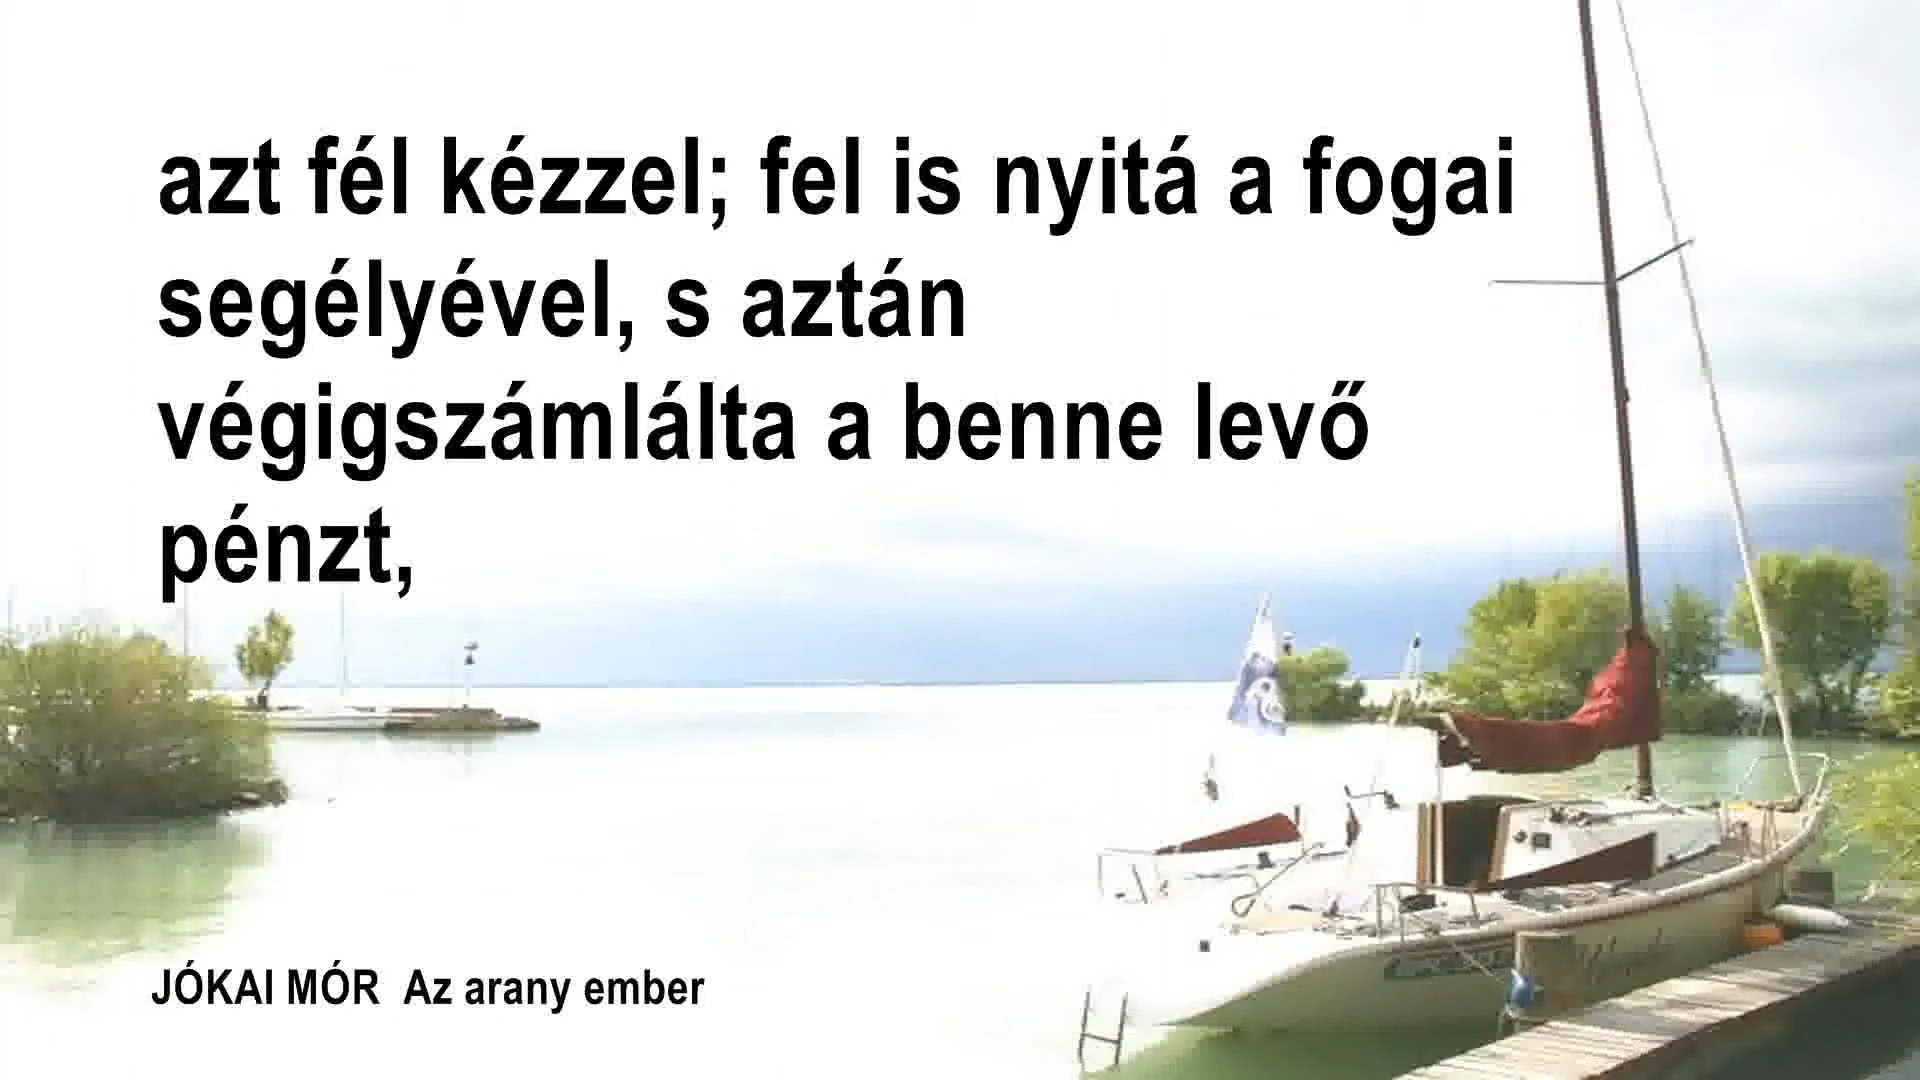 azt fél kézzel; fel is nyitá a fogai
segélyével, s aztán
végigszámlálta a benne levő
pénzt,
JÓKAI MÓR Az arany ember